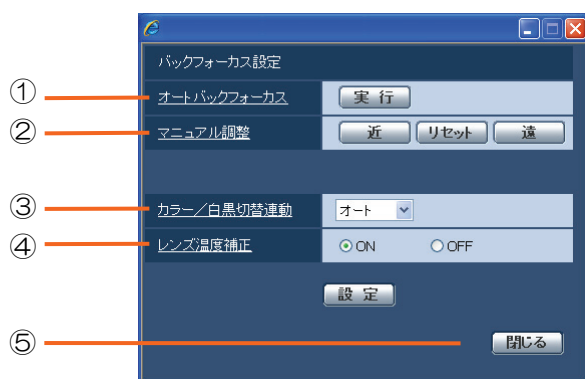 バックフォーカス設定
① オートバックフォーカス 実 行
② マニュアル調整 近 リセット 遠
③ カラー／白黒切替連動 オート
④ レンズ温度補正 ON OFF
設 定
⑤ 閉じる